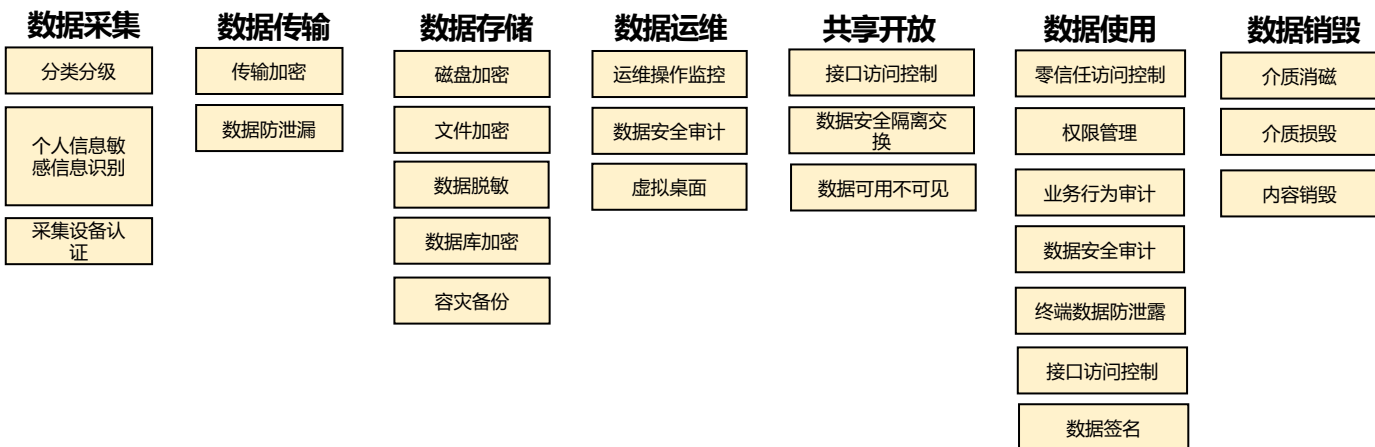 数据采集
分类分级
个人信息敏
感信息识别
采集设备认
证
数据传输
传输加密
数据防泄漏
数据存储
磁盘加密
文件加密
数据脱敏
数据库加密
容灾备份
数据运维
运维操作监控
数据安全审计
虚拟桌面
共享开放
接口访问控制
数据安全隔离交
换
数据可用不可见
数据使用
零信任访问控制
权限管理
业务行为审计
数据安全审计
终端数据防泄露
接口访问控制
数据签名
数据销毁
介质消磁
介质损毁
内容销毁